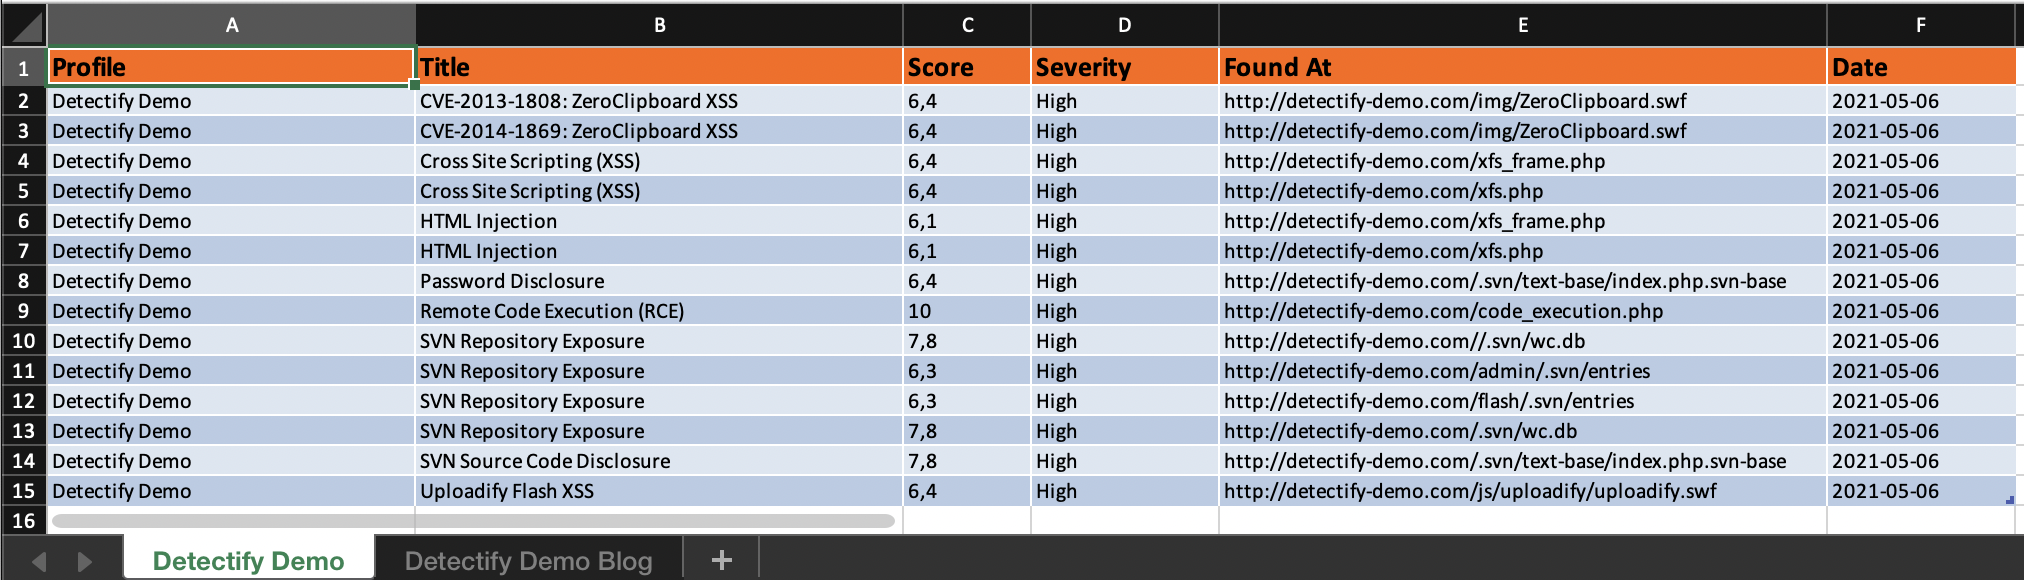 A B C D E F
1 Profile Title Score Severity Found At Date
2 Detectify Demo CVE-2013-1808: ZeroClipboard XSS 6,4 High http://detectify-demo.com/img/ZeroClipboard.swf 2021-05-06
3 Detectify Demo CVE-2014-1869: ZeroClipboard XSS 6,4 High http://detectify-demo.com/img/ZeroClipboard.swf 2021-05-06
4 Detectify Demo Cross Site Scripting (XSS) 6,4 High http://detectify-demo.com/xfs_frame.php 2021-05-06
5 Detectify Demo Cross Site Scripting (XSS) 6,4 High http://detectify-demo.com/xfs.php 2021-05-06
6 Detectify Demo HTML Injection 6,1 High http://detectify-demo.com/xfs_frame.php 2021-05-06
7 Detectify Demo HTML Injection 6,1 High http://detectify-demo.com/xfs.php 2021-05-06
8 Detectify Demo Password Disclosure 6,4 High http://detectify-demo.com/.svn/text-base/index.php.svn-base 2021-05-06
9 Detectify Demo Remote Code Execution (RCE) 10 High http://detectify-demo.com/code_execution.php 2021-05-06
10 Detectify Demo SVN Repository Exposure 7,8 High http://detectify-demo.com//.svn/wc.db 2021-05-06
11 Detectify Demo SVN Repository Exposure 6,3 High http://detectify-demo.com/admin/.svn/entries 2021-05-06
12 Detectify Demo SVN Repository Exposure 6,3 High http://detectify-demo.com/flash/.svn/entries 2021-05-06
13 Detectify Demo SVN Repository Exposure 7,8 High http://detectify-demo.com/.svn/wc.db 2021-05-06
14 Detectify Demo SVN Source Code Disclosure 7,8 High http://detectify-demo.com/.svn/text-base/index.php.svn-base 2021-05-06
15 Detectify Demo Uploadify Flash XSS 6,4 High http://detectify-demo.com/js/uploadify/uploadify.swf 2021-05-06
16
Detectify Demo Detectify Demo Blog +